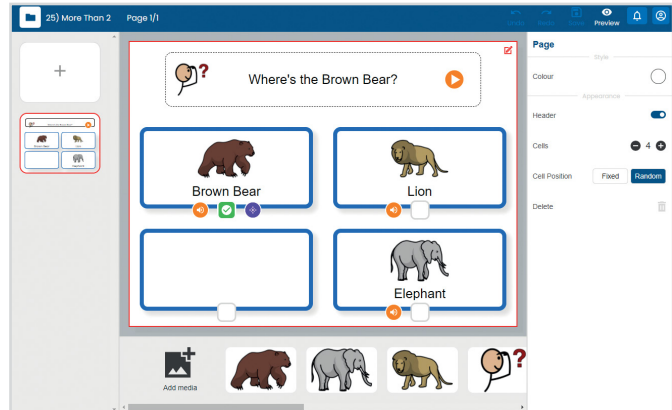 25) More Than 2 Page 1/1
Undo Redo Save Preview
Where's the Brown Bear?
Brown Bear
Lion
Elephant
Add media
Page
Style
Colour
Appearance
Header
Cells 4
Cell Position Fixed Random
Delete